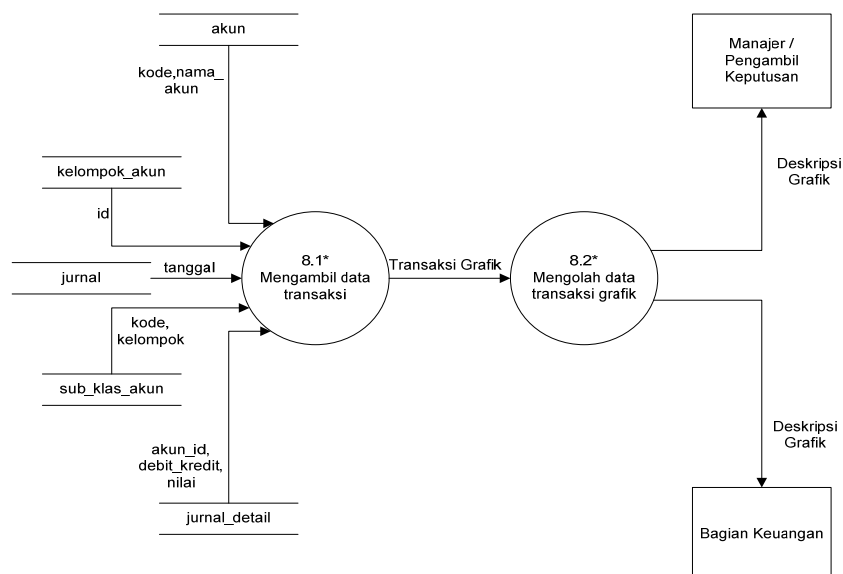 akun
kode,nama_
akun
Manajer /
Pengambil
Keputusan
Deskripsi
Grafik
kelompok_akun
id
jurnal
tanggal
8.1*
Mengambil data
transaksi
Transaksi Grafik
8.2*
Mengolah data
transaksi grafik
kode,
kelompok
sub_klas_akun
akun_id,
debit_kredit,
nilai
jurnal_detail
Deskripsi
Grafik
Bagian Keuangan